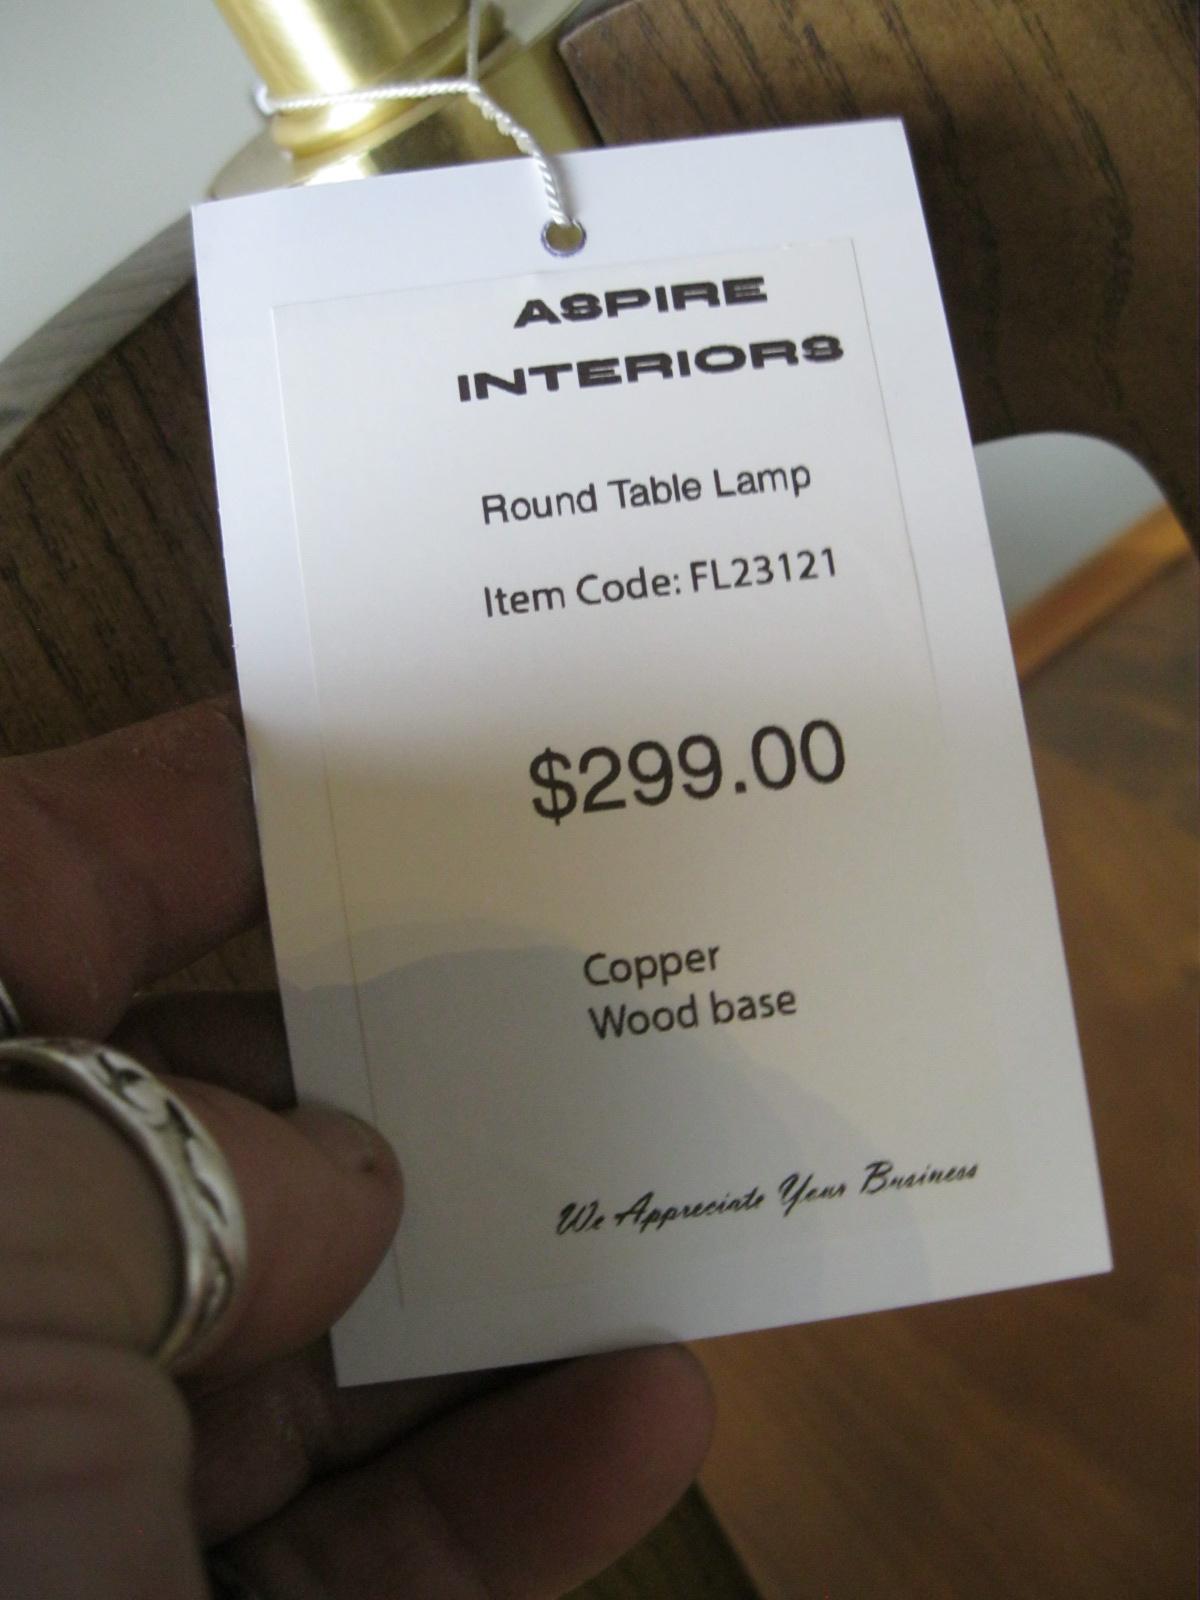 ASPIRE
INTERIORS
Round Table Lamp
Item Code: FL23121
$299.00
Copper
Wood base
We Appreciate Your Business